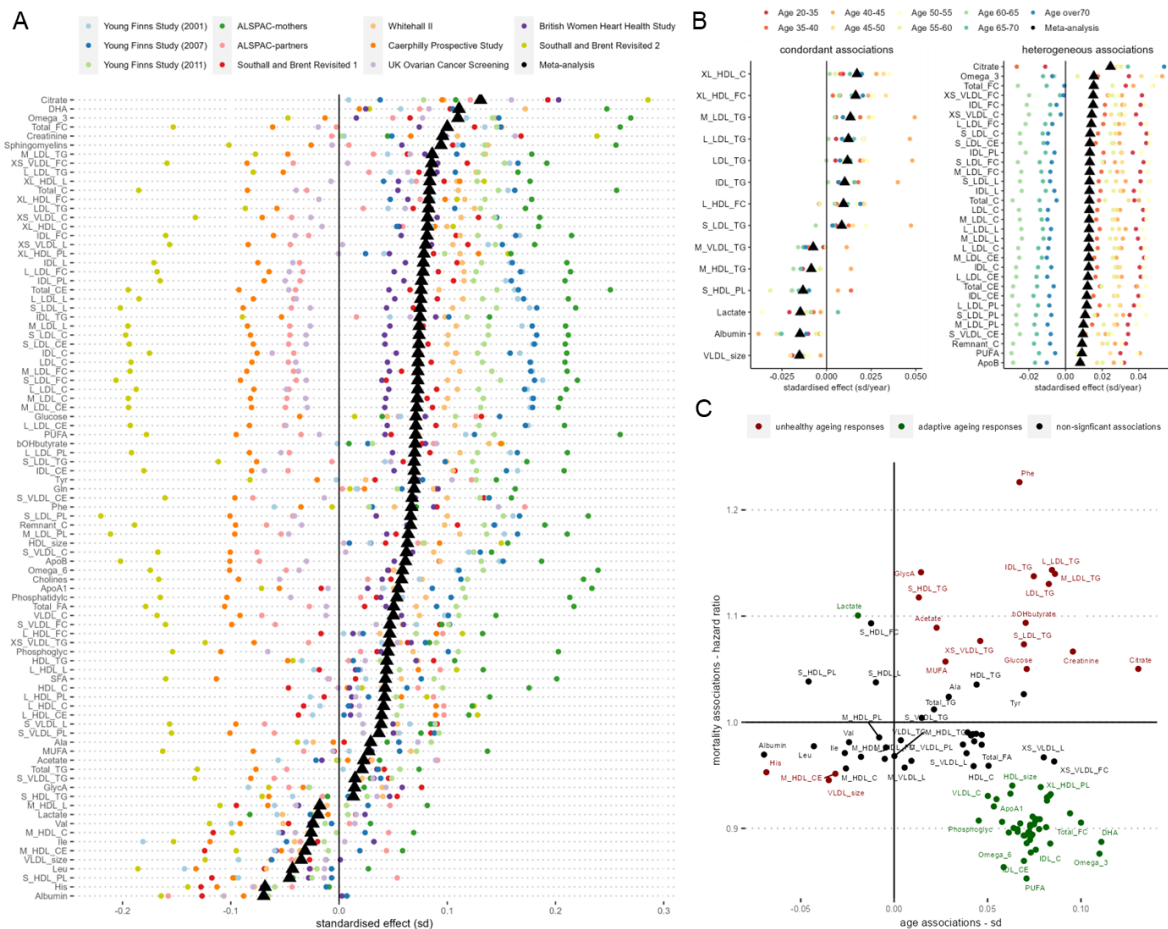 A
Young Finns Study (2001)
ALSPAC-mothers
Whitehall II
British Women Heart Health Study
Young Finns Study (2007)
ALSPAC-partners
Caerphilly Prospective Study
Southall and Brent Revisited 2
Young Finns Study (2011)
Southall and Brent Revisited 1
UK Ovarian Cancer Screening
Meta-analysis
Citrate
DHA
Omega_3
Total_FC
Creatinine
Sphingomyelins
M_LDL_TG
XS_VLDL_FC
L_LDL_TG
XL_HDL_L
Total_C
XL_HDL_FC
LDL_TG
XS_VLDL_C
XL_HDL_C
IDL_FC
XS_VLDL_L
XL_HDL_PL
IDL_L
L_LDL_FC
IDL_PL
Total_CE
L_LDL_L
S_LDL_L
IDL_TG
M_LDL_L
S_LDL_C
S_LDL_CE
IDL_C
LDL_C
M_LDL_FC
S_LDL_FC
L_LDL_C
M_LDL_C
M_LDL_CE
Glucose
L_LDL_CE
PUFA
bOHbutyrate
L_LDL_PL
S_LDL_TG
IDL_CE
Tyr
Gln
S_VLDL_CE
Phe
S_LDL_PL
Remnant_C
M_LDL_PL
HDL_size
S_VLDL_C
ApoB
Omega_6
Cholines
ApoA1
Phosphatidylc
Total_FA
VLDL_C
S_VLDL_FC
L_HDL_FC
XS_VLDL_TG
Phosphoglyc
HDL_TG
L_HDL_L
SFA
HDL_C
L_HDL_PL
L_HDL_C
L_HDL_CE
S_VLDL_L
S_VLDL_PL
Ala
MUFA
Acetate
Total_TG
S_VLDL_TG
GlycA
S_HDL_TG
M_HDL_L
Lactate
Val
M_HDL_C
Ile
M_HDL_CE
VLDL_size
Leu
S_HDL_PL
His
Albumin
-0.2
-0.1
0.0
0.1
0.2
0.3
standardised effect (sd)
B
Age 20-35
Age 40-45
Age 50-55
Age 60-65
Age over70
Age 35-40
Age 45-50
Age 55-60
Age 65-70
Meta-analysis
concordant associations
XL_HDL_C
XL_HDL_FC
M_LDL_TG
L_LDL_TG
LDL_TG
IDL_TG
L_HDL_FC
S_LDL_TG
M_VLDL_TG
M_HDL_TG
S_HDL_PL
Lactate
Albumin
VLDL_size
-0.025
0.000
0.025
0.050
stadardised effect (sd/year)
heterogeneous associations
Citrate
Omega_3
Total_FC
XS_VLDL_FC
IDL_FC
XS_VLDL_C
L_LDL_FC
S_LDL_C
S_LDL_CE
IDL_PL
S_LDL_FC
M_LDL_FC
S_LDL_L
IDL_L
Total_C
LDL_C
M_LDL_C
L_LDL_L
M_LDL_L
L_LDL_C
M_LDL_CE
IDL_C
L_LDL_CE
Total_CE
IDL_CE
L_LDL_PL
S_LDL_PL
M_LDL_PL
S_VLDL_CE
Remnant_C
PUFA
ApoB
-0.025
0.000
0.025
0.050
stadardised effect (sd/year)
C
unhealthy ageing responses
adaptive ageing responses
non-signficant associations
mortality associations - hazard ratio
1.2
1.1
1.0
0.9
Phe
GlycA
IDL_TG
L_LDL_TG
M_LDL_TG
S_HDL_TG
LDL_TG
Lactate
Acetate
bOHbutyrate
S_HDL_FC
XS_VLDL_TG
S_LDL_TG
MUFA
Glucose
Creatinine
Citrate
S_HDL_PL
S_HDL_L
HDL_TG
Ala
Total_TG
Tyr
M_HDL_PL
S_VLDL_TG
Val
VLDL_TG
M_HDL_TG
Albumin
Leu
Ile
M_VLDL_PL
XS_VLDL_L
His
M_HDL_CE
M_HDL_C
M_VLDL_L
S_VLDL_L
Total_FA
HDL_C
XS_VLDL_FC
VLDL_size
HDL_size
XL_HDL_PL
VLDL_C
ApoA1
Phosphoglyc
Total_FC
DHA
Omega_6
IDL_C
Omega_3
IDL_CE
PUFA
-0.05
0.00
0.05
0.10
age associations - sd